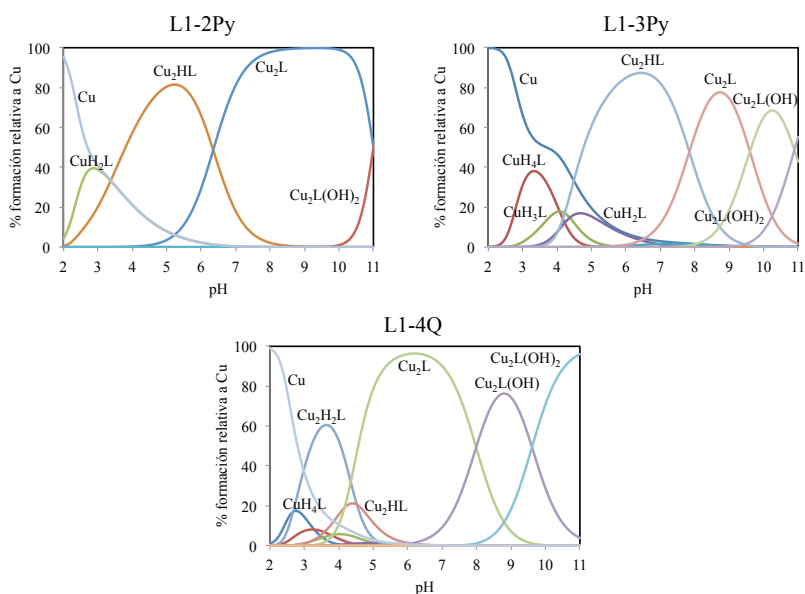 L1-2Py
% formación relativa a Cu
100
80
60
40
20
0
Cu
CuH₂L
Cu₂HL
Cu₂L
Cu₂L(OH)₂
2 3 4 5 6 7 8 9 10 11
pH
L1-3Py
% formación relativa a Cu
100
80
60
40
20
0
Cu
CuH₄L
CuH₃L
CuH₂L
Cu₂HL
Cu₂L
Cu₂L(OH)
Cu₂L(OH)₂
2 3 4 5 6 7 8 9 10 11
pH
L1-4Q
% formación relativa a Cu
100
80
60
40
20
0
Cu
Cu₂H₂L
CuH₄L
Cu₂HL
Cu₂L
Cu₂L(OH)₂
Cu₂L(OH)
2 3 4 5 6 7 8 9 10 11
pH